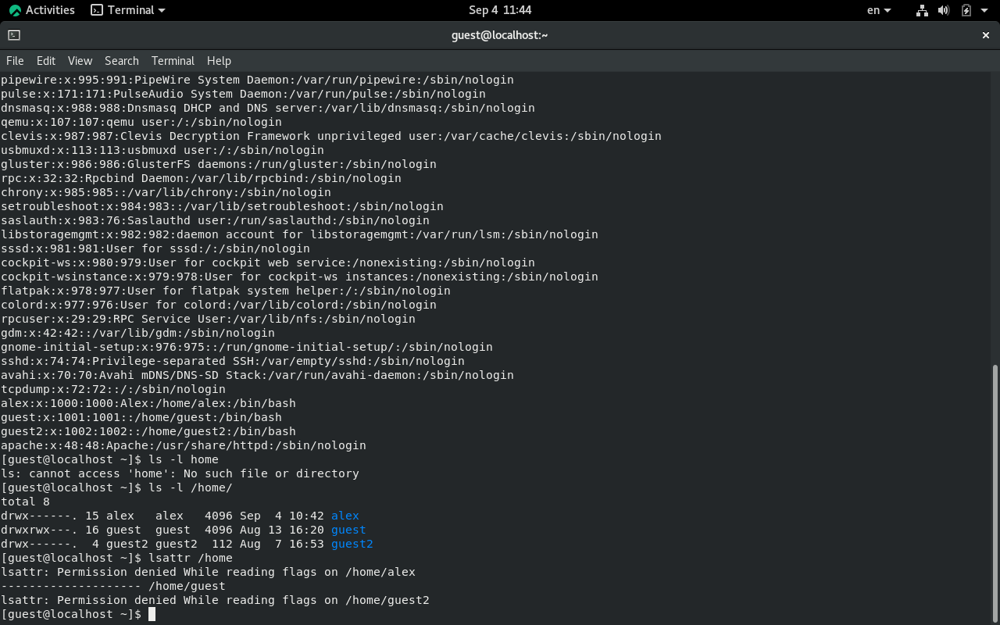 Activities Terminal Sep 4 11:44 en
guest@localhost:~ ×
File Edit View Search Terminal Help
pipewire:x:995:991:PipeWire System Daemon:/var/run/pipewire:/sbin/nologin
pulse:x:171:171:PulseAudio System Daemon:/var/run/pulse:/sbin/nologin
dnsmasq:x:988:988:Dnsmasq DHCP and DNS server:/var/lib/dnsmasq:/sbin/nologin
qemu:x:107:107:qemu user:/:/sbin/nologin
clevis:x:987:987:Clevis Decryption Framework unprivileged user:/var/cache/clevis:/sbin/nologin
usbmuxd:x:113:113:usbmuxd user:/:/sbin/nologin
gluster:x:986:986:GlusterFS daemons:/run/gluster:/sbin/nologin
rpc:x:32:32:Rpcbind Daemon:/var/lib/rpcbind:/sbin/nologin
chrony:x:985:985::/var/lib/chrony:/sbin/nologin
setroubleshoot:x:984:983::/var/lib/setroubleshoot:/sbin/nologin
saslauth:x:983:76:Saslauthd user:/run/saslauthd:/sbin/nologin
libstoragemgmt:x:982:982:daemon account for libstoragemgmt:/var/run/lsm:/sbin/nologin
sssd:x:981:981:User for sssd:/:/sbin/nologin
cockpit-ws:x:980:979:User for cockpit web service:/nonexisting:/sbin/nologin
cockpit-wsinstance:x:979:978:User for cockpit-ws instances:/nonexisting:/sbin/nologin
flatpak:x:978:977:User for flatpak system helper:/:/sbin/nologin
colord:x:977:976:User for colord:/var/lib/colord:/sbin/nologin
rpcuser:x:29:29:RPC Service User:/var/lib/nfs:/sbin/nologin
gdm:x:42:42::/var/lib/gdm:/sbin/nologin
gnome-initial-setup:x:976:975::/run/gnome-initial-setup/:/sbin/nologin
sshd:x:74:74:Privilege-separated SSH:/var/empty/sshd:/sbin/nologin
avahi:x:70:70:Avahi mDNS/DNS-SD Stack:/var/run/avahi-daemon:/sbin/nologin
tcpdump:x:72:72::/:/sbin/nologin
alex:x:1000:1000:Alex:/home/alex:/bin/bash
guest:x:1001:1001::/home/guest:/bin/bash
guest2:x:1002:1002::/home/guest2:/bin/bash
apache:x:48:48:Apache:/usr/share/httpd:/sbin/nologin
[guest@localhost ~]$ ls -l home
ls: cannot access 'home': No such file or directory
[guest@localhost ~]$ ls -l /home/
total 8
drwx------. 15 alex   alex   4096 Sep  4 10:42 alex
drwxrwx---. 16 guest  guest  4096 Aug 13 16:20 guest
drwx------.  4 guest2 guest2  112 Aug  7 16:53 guest2
[guest@localhost ~]$ lsattr /home
lsattr: Permission denied While reading flags on /home/alex
-------------------- /home/guest
lsattr: Permission denied While reading flags on /home/guest2
[guest@localhost ~]$